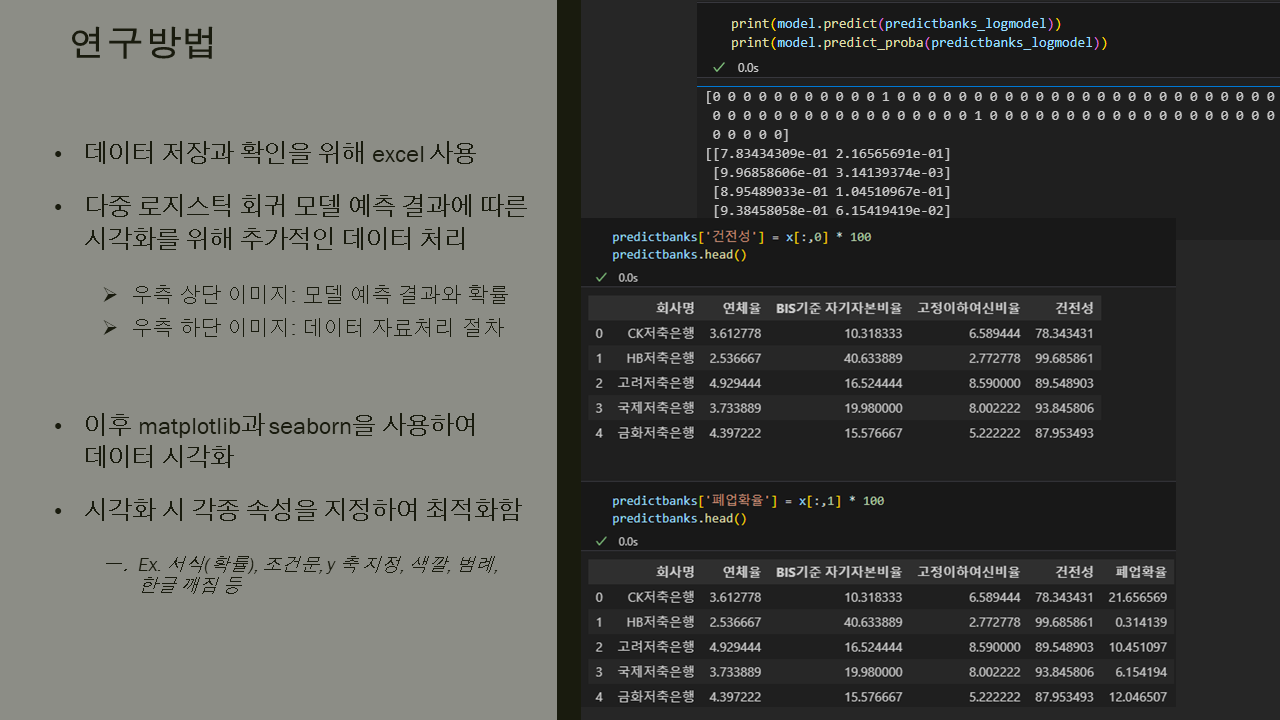 연구방법
• 데이터 저장과 확인을 위해 excel 사용
• 다중 로지스틱 회귀 모델 예측 결과에 따른
시각화를 위해 추가적인 데이터 처리
➢ 우측 상단 이미지: 모델 예측 결과와 확률
➢ 우측 하단 이미지: 데이터 자료처리 절차
• 이후 matplotlib과 seaborn을 사용하여
데이터 시각화
• 시각화 시 각종 속성을 지정하여 최적화함
一. Ex. 서식(확률), 조건문, y 축 지정, 색깔, 범례,
한글 깨짐 등
print(model.predict(predictbanks_logmodel))
print(model.predict_proba(predictbanks_logmodel))
✓ 0.0s
[0 0 0 0 0 0 0 0 0 0 0 1 0 0 0 0 0 0 0 0 0 0 0 0 0 0 0 0 0 0 0 0 0 0 0 0 0
0 0 0 0 0 0 0 0 0 0 0 0 0 0 0 0 0 1 0 0 0 0 0 0 0 0 0 0 0 0 0 0 0 0 0 0 0
0 0 0 0 0]
[[7.83434309e-01 2.16565691e-01]
[9.96858606e-01 3.14139374e-03]
[8.95489033e-01 1.04510967e-01]
[9.38458058e-01 6.15419419e-02]
predictbanks['건전성'] = x[:,0] * 100
predictbanks.head()
✓ 0.0s
회사명 연체율 BIS기준 자기자본비율 고정이하여신비율 건전성
0 CK저축은행 3.612778 10.318333 6.589444 78.343431
1 HB저축은행 2.536667 40.633889 2.772778 99.685861
2 고려저축은행 4.929444 16.524444 8.590000 89.548903
3 국제저축은행 3.733889 19.980000 8.002222 93.845806
4 금화저축은행 4.397222 15.576667 5.222222 87.953493
predictbanks['폐업확율'] = x[:,1] * 100
predictbanks.head()
✓ 0.0s
회사명 연체율 BIS기준 자기자본비율 고정이하여신비율 건전성 폐업확율
0 CK저축은행 3.612778 10.318333 6.589444 78.343431 21.656569
1 HB저축은행 2.536667 40.633889 2.772778 99.685861 0.314139
2 고려저축은행 4.929444 16.524444 8.590000 89.548903 10.451097
3 국제저축은행 3.733889 19.980000 8.002222 93.845806 6.154194
4 금화저축은행 4.397222 15.576667 5.222222 87.953493 12.046507